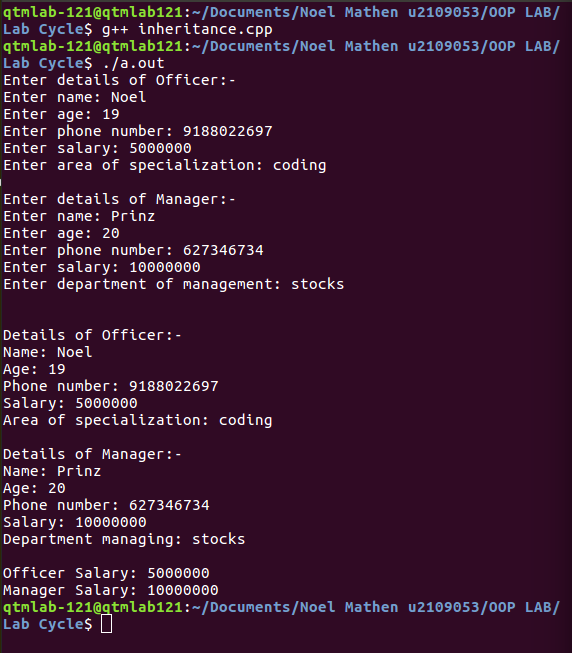 qtmlab-121@qtmlab121:~/Documents/Noel Mathen u2109053/OOP LAB/
Lab Cycle$ g++ inheritance.cpp
qtmlab-121@qtmlab121:~/Documents/Noel Mathen u2109053/OOP LAB/
Lab Cycle$ ./a.out
Enter details of Officer:-
Enter name: Noel
Enter age: 19
Enter phone number: 9188022697
Enter salary: 5000000
Enter area of specialization: coding
Enter details of Manager:-
Enter name: Prinz
Enter age: 20
Enter phone number: 627346734
Enter salary: 10000000
Enter department of management: stocks
Details of Officer:-
Name: Noel
Age: 19
Phone number: 9188022697
Salary: 5000000
Area of specialization: coding
Details of Manager:-
Name: Prinz
Age: 20
Phone number: 627346734
Salary: 10000000
Department managing: stocks
Officer Salary: 5000000
Manager Salary: 10000000
qtmlab-121@qtmlab121:~/Documents/Noel Mathen u2109053/OOP LAB/
Lab Cycle$